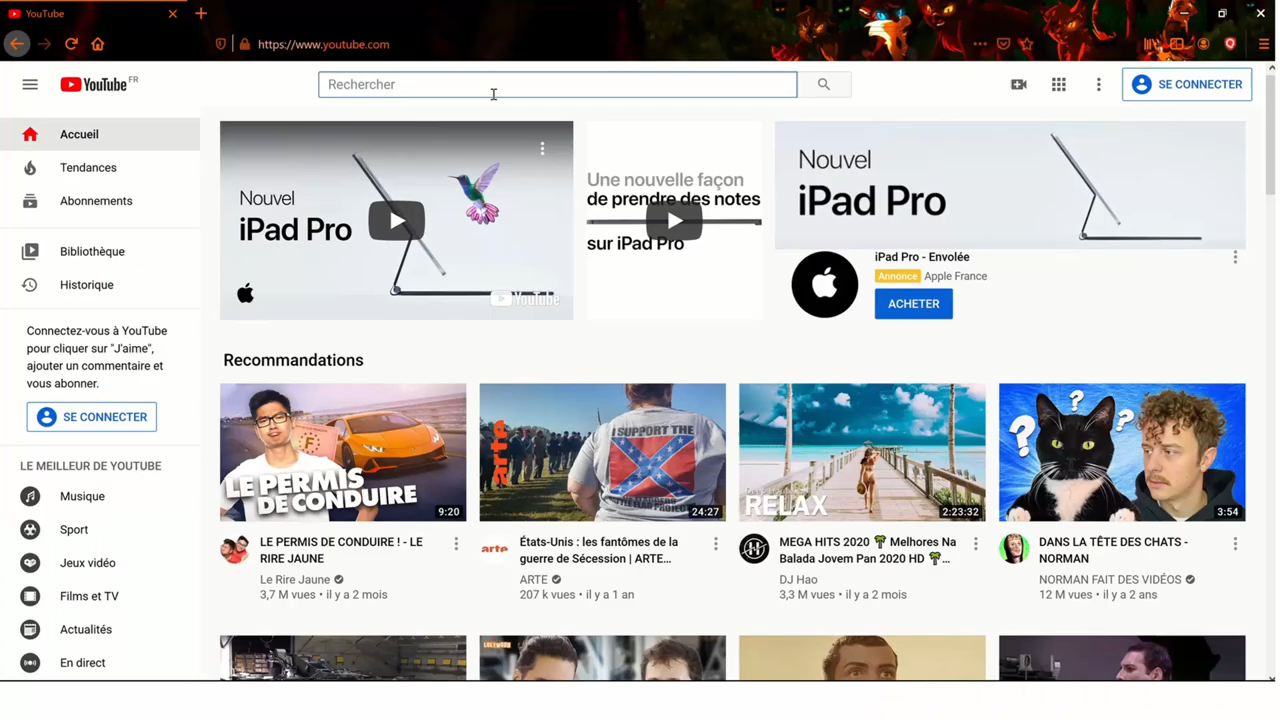 YouTube
https://www.youtube.com
YouTube FR
Rechercher
SE CONNECTER
Accueil
Tendances
Abonnements
Bibliothèque
Historique
Connectez-vous à YouTube
pour cliquer sur "J'aime",
ajouter un commentaire et
vous abonner.
SE CONNECTER
LE MEILLEUR DE YOUTUBE
Musique
Sport
Jeux vidéo
Films et TV
Actualités
En direct
Nouvel
iPad Pro
YouTube
Une nouvelle façon
de prendre des notes
sur iPad Pro
Nouvel
iPad Pro
iPad Pro - Envolée
Annonce Apple France
ACHETER
Recommandations
LE PERMIS
DE CONDUIRE
9:20
LE PERMIS DE CONDUIRE ! - LE
RIRE JAUNE
Le Rire Jaune
3,7 M vues • il y a 2 mois
arte
I SUPPORT THE
24:27
arte
États-Unis : les fantômes de la
guerre de Sécession | ARTE...
ARTE
207 k vues • il y a 1 an
RELAX
2:23:32
MEGA HITS 2020 🌴 Melhores Na
Balada Jovem Pan 2020 HD 🌴...
DJ Hao
3,3 M vues • il y a 2 mois
3:54
DANS LA TÊTE DES CHATS -
NORMAN
NORMAN FAIT DES VIDÉOS
12 M vues • il y a 2 ans